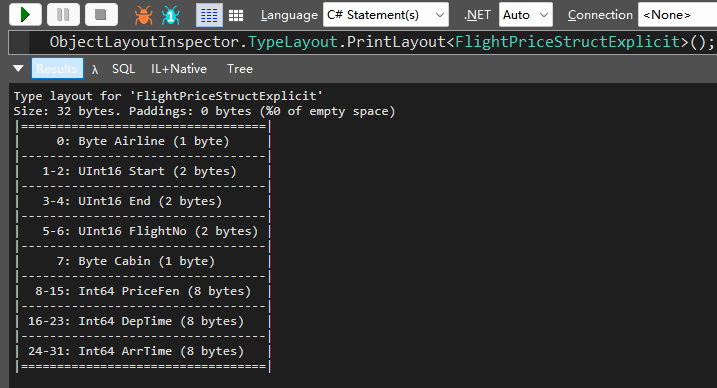 Language C# Statement(s) .NET Auto Connection <None>
ObjectLayoutInspector.TypeLayout.PrintLayout<FlightPriceStructExplicit>();
Results λ SQL IL+Native Tree
Type layout for 'FlightPriceStructExplicit'
Size: 32 bytes. Paddings: 0 bytes (%0 of empty space)
|==================================|
| 0: Byte Airline (1 byte) |
|----------------------------------|
| 1-2: UInt16 Start (2 bytes) |
|----------------------------------|
| 3-4: UInt16 End (2 bytes) |
|----------------------------------|
| 5-6: UInt16 FlightNo (2 bytes) |
|----------------------------------|
| 7: Byte Cabin (1 byte) |
|----------------------------------|
| 8-15: Int64 PriceFen (8 bytes) |
|----------------------------------|
| 16-23: Int64 DepTime (8 bytes) |
|----------------------------------|
| 24-31: Int64 ArrTime (8 bytes) |
|==================================|